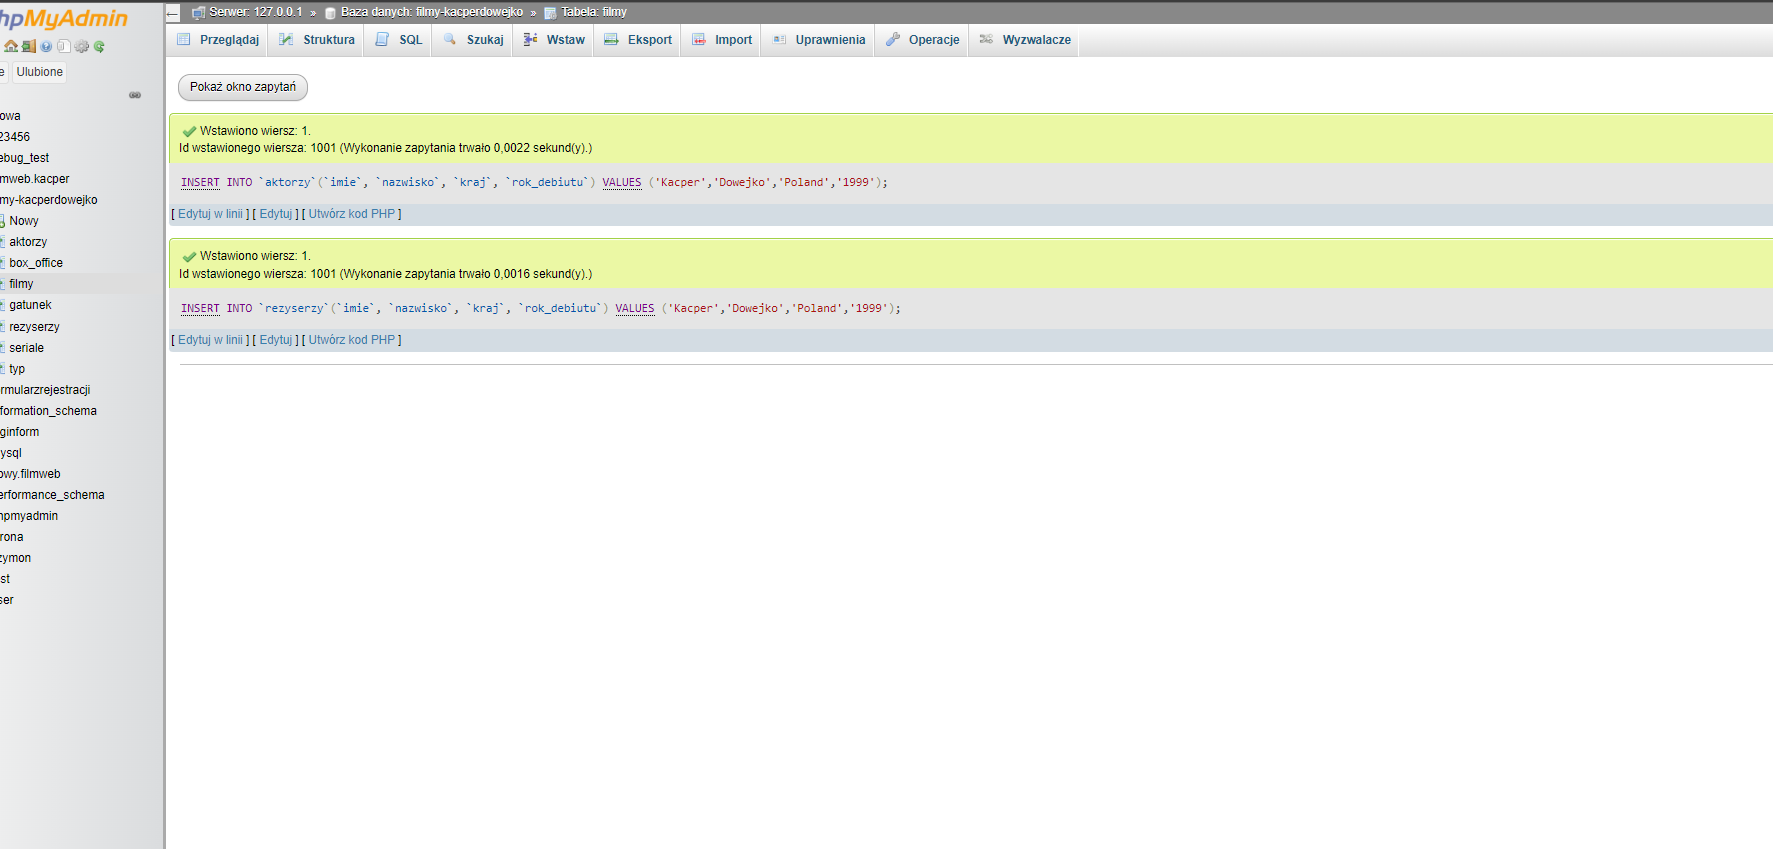 hpMyAdmin
e Ulubione
owa
23456
ebug_test
mweb.kacper
my-kacperdowejko
Nowy
aktorzy
box_office
filmy
gatunek
rezyserzy
seriale
typ
rmularzrejestracji
formation_schema
ginform
ysql
owy.filmweb
erformance_schema
hpmyadmin
rona
zymon
st
ser
Serwer: 127.0.0.1 » Baza danych: filmy-kacperdowejko » Tabela: filmy
Przeglądaj Struktura SQL Szukaj Wstaw Eksport Import Uprawnienia Operacje Wyzwalacze
Pokaż okno zapytań
Wstawiono wiersz: 1.
Id wstawionego wiersza: 1001 (Wykonanie zapytania trwało 0,0022 sekund(y).)
INSERT INTO `aktorzy`(`imie`, `nazwisko`, `kraj`, `rok_debiutu`) VALUES ('Kacper','Dowejko','Poland','1999');
[ Edytuj w linii ] [ Edytuj ] [ Utwórz kod PHP ]
Wstawiono wiersz: 1.
Id wstawionego wiersza: 1001 (Wykonanie zapytania trwało 0,0016 sekund(y).)
INSERT INTO `rezyserzy`(`imie`, `nazwisko`, `kraj`, `rok_debiutu`) VALUES ('Kacper','Dowejko','Poland','1999');
[ Edytuj w linii ] [ Edytuj ] [ Utwórz kod PHP ]